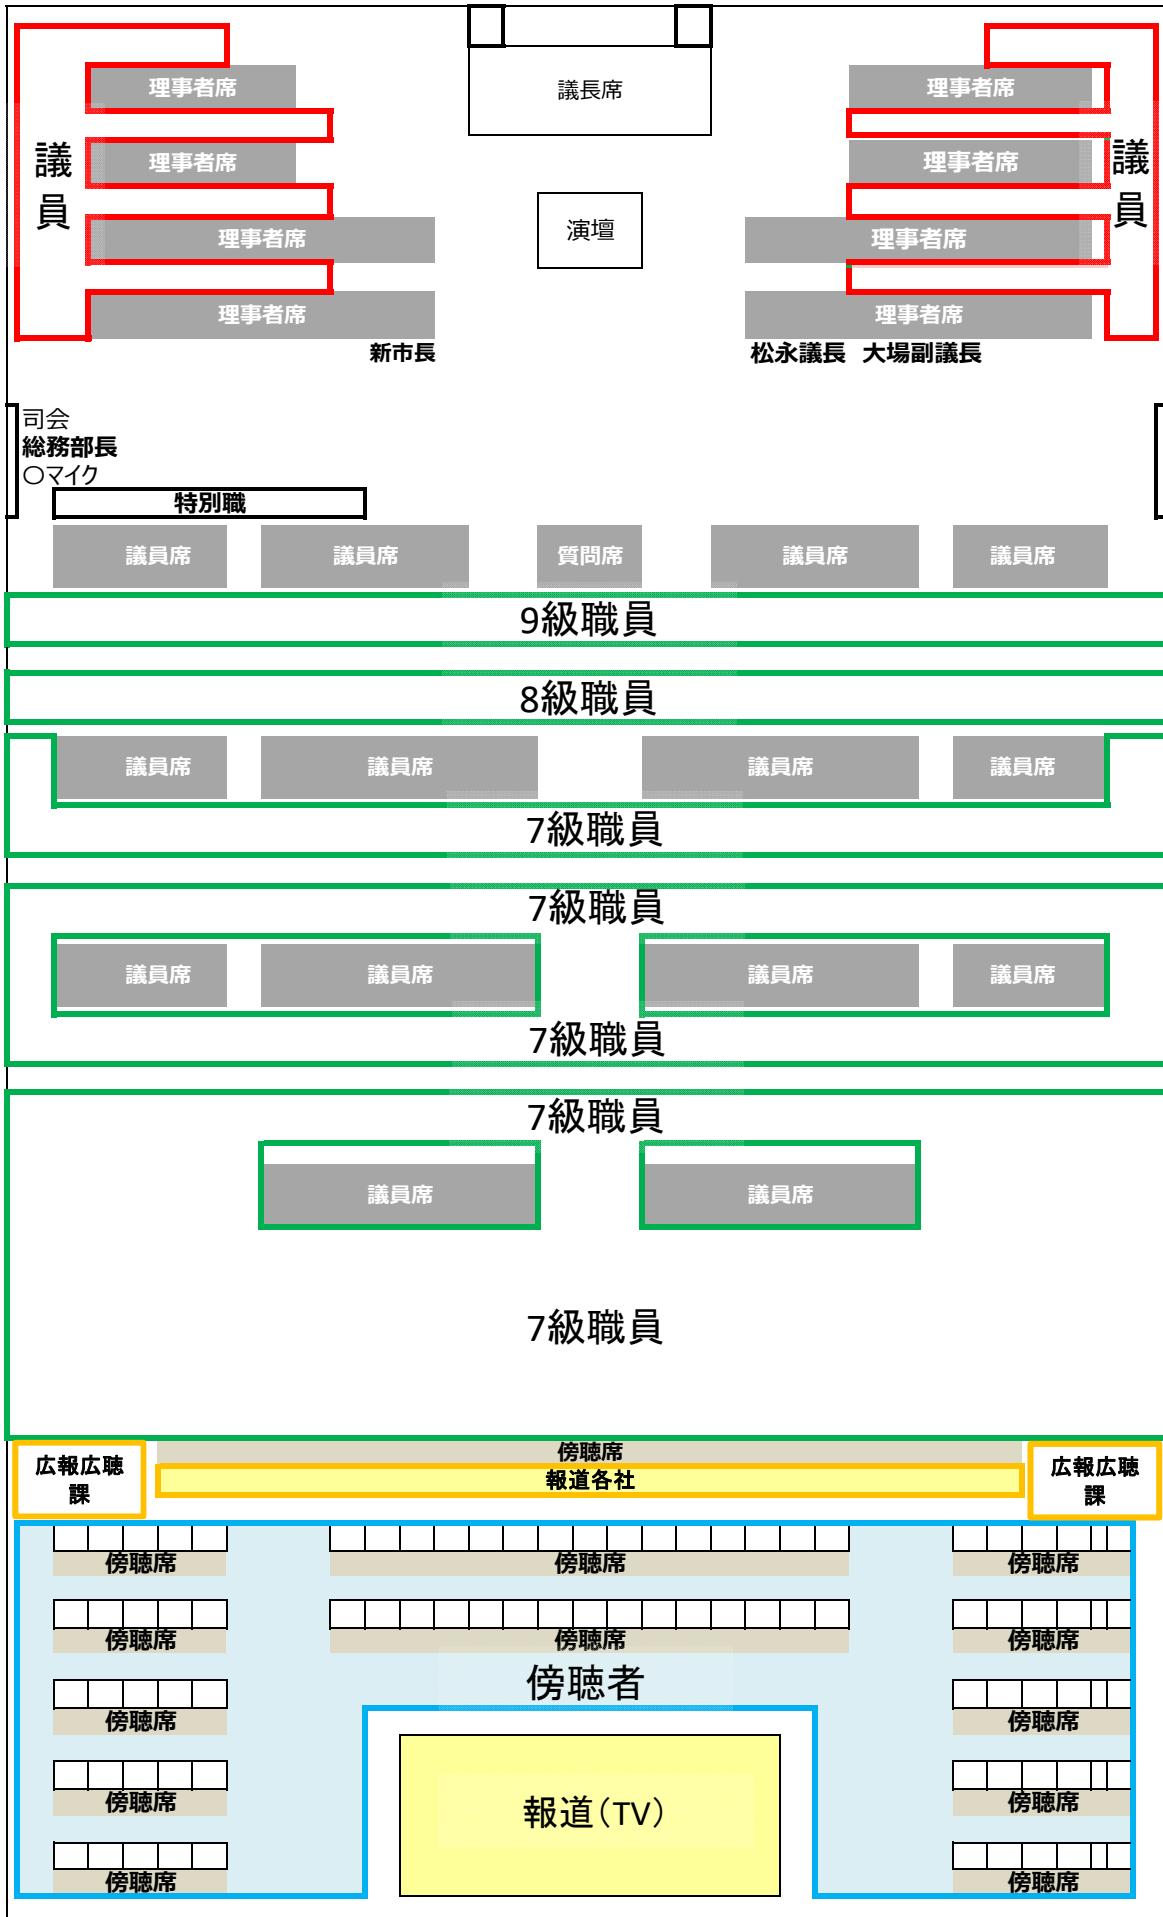 議長席
理事者席
理事者席
理事者席
理事者席
議員
議員
理事者席
理事者席
演壇
理事者席
理事者席
理事者席
理事者席
新市長
松永議長 大場副議長
司会
総務部長
○マイク
特別職
議員席 議員席 質問席 議員席 議員席
9級職員
8級職員
議員席 議員席 議員席 議員席
7級職員
7級職員
議員席 議員席 議員席 議員席
7級職員
7級職員
議員席 議員席
7級職員
傍聴席
広報広聴
課
報道各社
広報広聴
課
傍聴席 傍聴席 傍聴席
傍聴席 傍聴席 傍聴席
傍聴者
傍聴席 傍聴席
傍聴席 傍聴席
報道（TV）
傍聴席 傍聴席